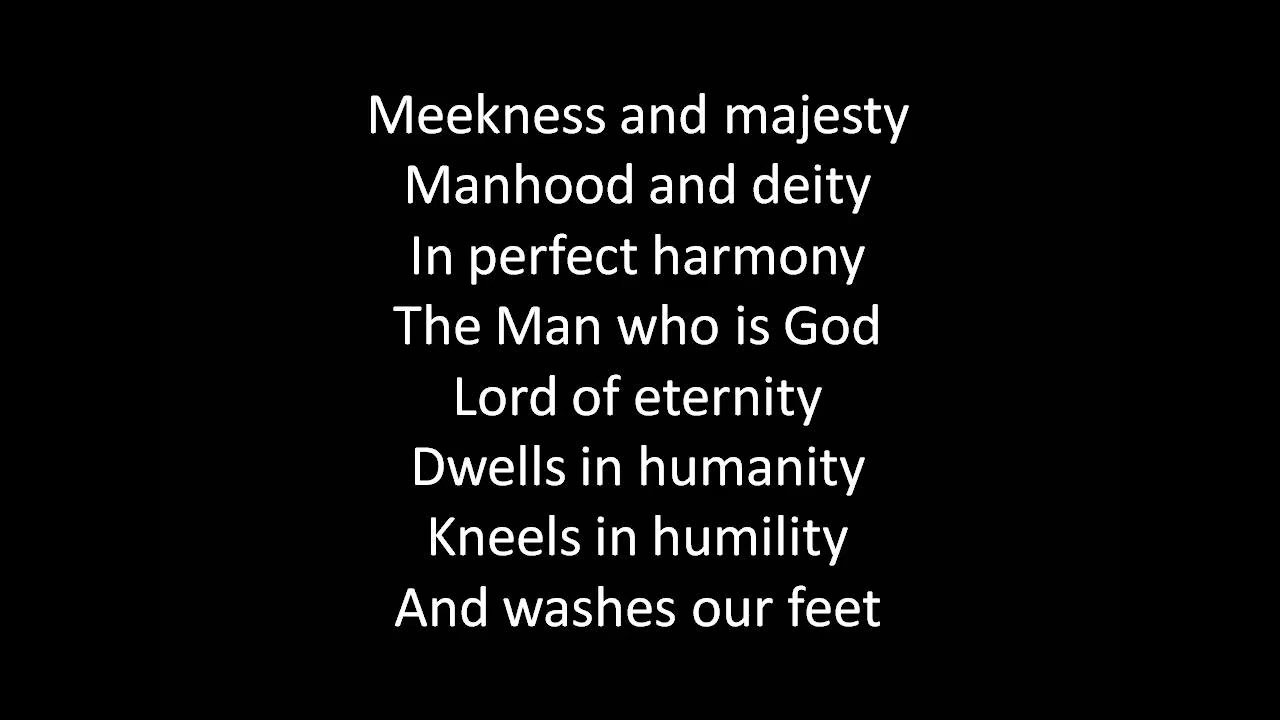 Meekness and majesty
Manhood and deity
In perfect harmony
The Man who is God
Lord of eternity
Dwells in humanity
Kneels in humility
And washes our feet